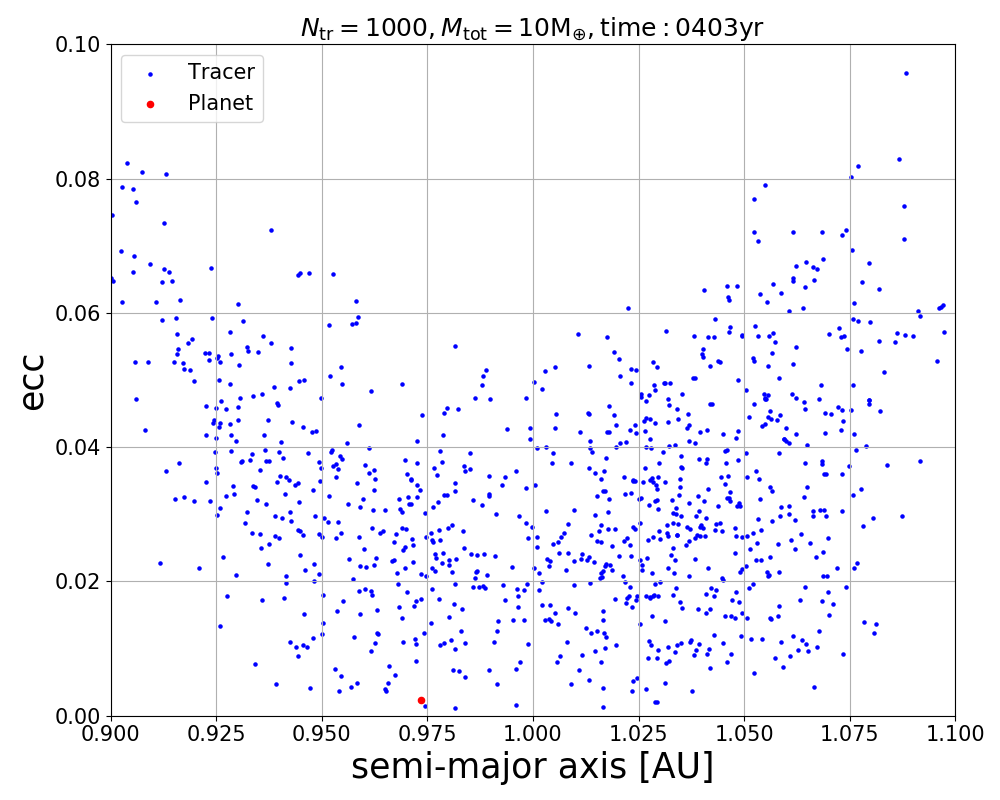 N_tr = 1000, M_tot = 10M_⊕, time : 0403yr
Tracer
Planet
ecc
0.10
0.08
0.06
0.04
0.02
0.00
0.900 0.925 0.950 0.975 1.000 1.025 1.050 1.075 1.100
semi-major axis [AU]